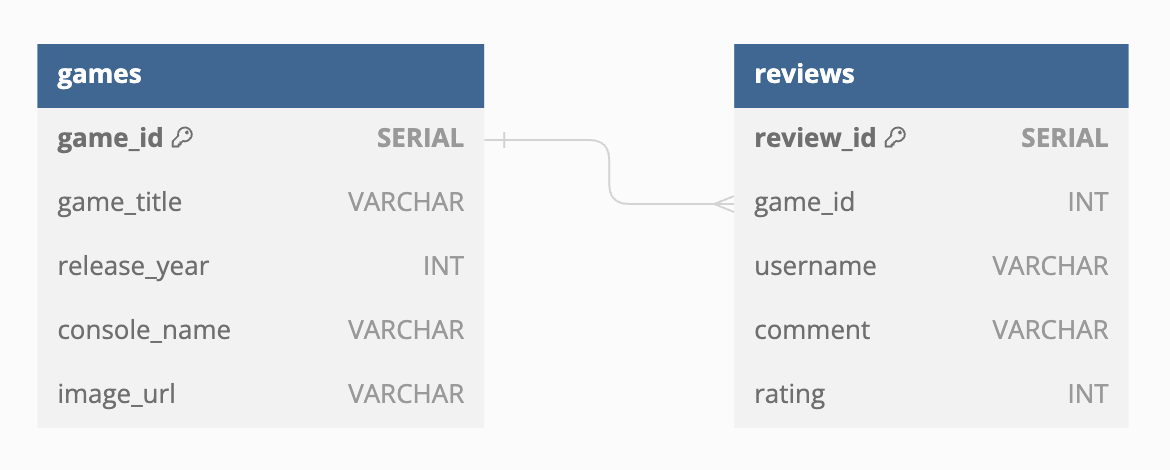 games
game_id SERIAL
game_title VARCHAR
release_year INT
console_name VARCHAR
image_url VARCHAR
reviews
review_id SERIAL
game_id INT
username VARCHAR
comment VARCHAR
rating INT